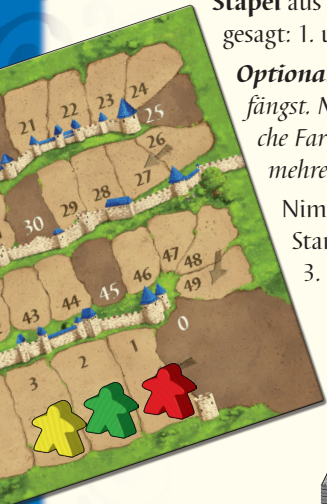 Stapel aus
gesagt: 1. u
Optional
fängst. M
che Far
mehre
Nim
Star
3.
21 22 23 24
25
26
27
28
29
30
43 44 45 46 47 48
49
0
1
2
3